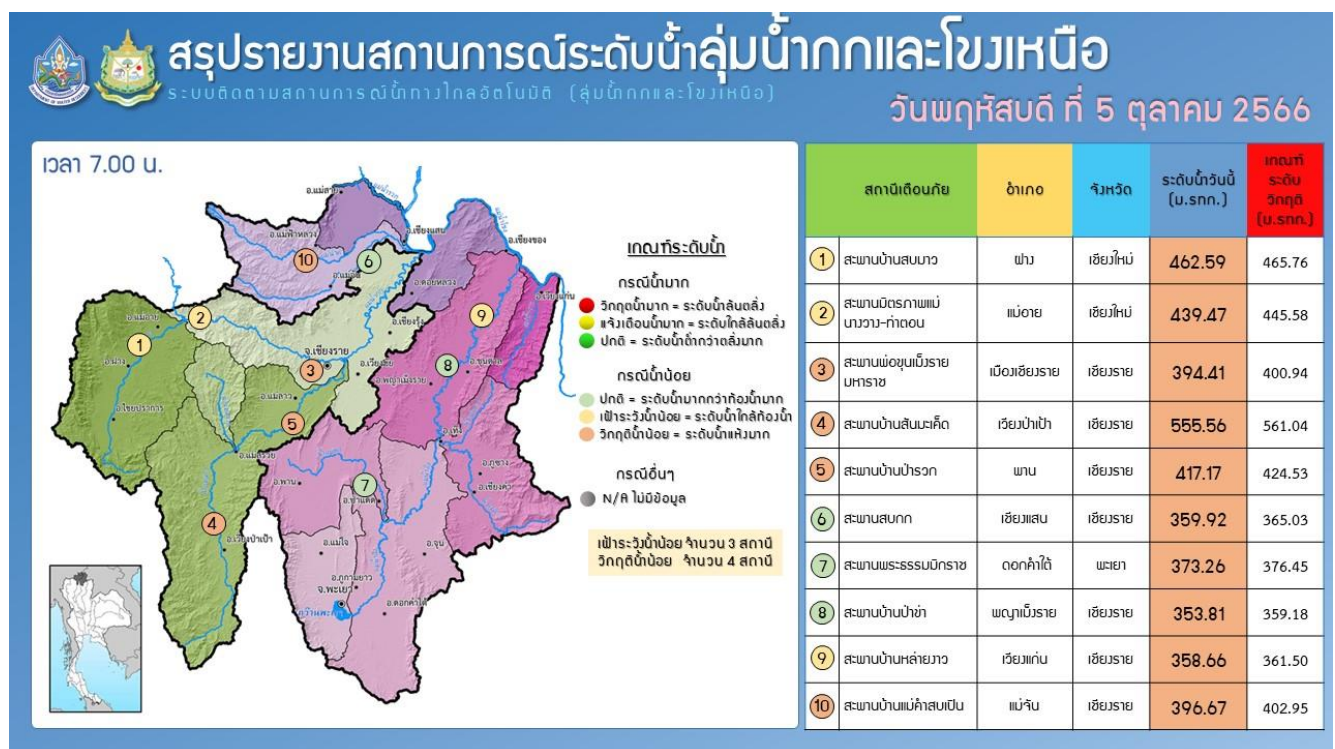 สรุปรายงานสถานการณ์ระดับน้ำลุ่มน้ำกกและโขงเหนือ
ระบบติดตามสถานการณ์น้ำทางไกลอัตโนมัติ (ลุ่มน้ำกกและโขงเหนือ)
วันพฤหัสบดี ที่ 5 ตุลาคม 2566
เวลา 7.00 น.
อ.แม่สาย
อ.แม่ฟ้าหลวง
อ.เชียงแสน
อ.เชียงของ
10
6
อ.แม่จัน
อ.ดอยหลวง
อ.เวียงแก่น
อ.แม่อาย
2
9
อ.เชียงรุ้ง
1
จ.เชียงราย
อ.ฝาง
3
อ.เวียงชัย
8
อ.ขุนตาล
อ.พญาเม็งราย
อ.แม่ลาว
อ.ไชยปราการ
5
อ.เทิง
อ.แม่สรวย
อ.ภูซาง
อ.พาน
7
อ.เชียงคำ
อ.ป่าแดด
4
อ.เวียงป่าเป้า
อ.แม่ใจ
อ.จุน
อ.ภูกามยาว
จ.พะเยา
กว๊านพะเยา
อ.ดอกคำใต้
เกณฑ์ระดับน้ำ
กรณีน้ำมาก
วิกฤตน้ำมาก = ระดับน้ำล้นตลิ่ง
แจ้งเตือนน้ำมาก = ระดับใกล้ล้นตลิ่ง
ปกติ = ระดับน้ำต่ำกว่าตลิ่งมาก
กรณีน้ำน้อย
ปกติ = ระดับน้ำมากกว่าท้องน้ำมาก
เฝ้าระวังน้ำน้อย = ระดับน้ำใกล้ท้องน้ำ
วิกฤติน้ำน้อย = ระดับน้ำแห้งมาก
กรณีอื่นๆ
N/A ไม่มีข้อมูล
เฝ้าระวังน้ำน้อย จำนวน 3 สถานี
วิกฤติน้ำน้อย จำนวน 4 สถานี
สถานีเตือนภัย อำเภอ จังหวัด ระดับน้ำวันนี้ (ม.รทก.) เกณฑ์ระดับวิกฤติ (ม.รทก.)
1 สะพานบ้านสบมาว ฝาง เชียงใหม่ 462.59 465.76
2 สะพานมิตรภาพแม่นางวาง-ท่าตอน แม่อาย เชียงใหม่ 439.47 445.58
3 สะพานพ่อขุนเม็งรายมหาราช เมืองเชียงราย เชียงราย 394.41 400.94
4 สะพานบ้านสันมะเค็ด เวียงป่าเป้า เชียงราย 555.56 561.04
5 สะพานบ้านป่ารวก พาน เชียงราย 417.17 424.53
6 สะพานสบกก เชียงแสน เชียงราย 359.92 365.03
7 สะพานพระธรรมมิกราช ดอกคำใต้ พะเยา 373.26 376.45
8 สะพานบ้านป่าข่า พญาเม็งราย เชียงราย 353.81 359.18
9 สะพานบ้านหล่ายงาว เวียงแก่น เชียงราย 358.66 361.50
10 สะพานบ้านแม่คำสบเปิน แม่จัน เชียงราย 396.67 402.95